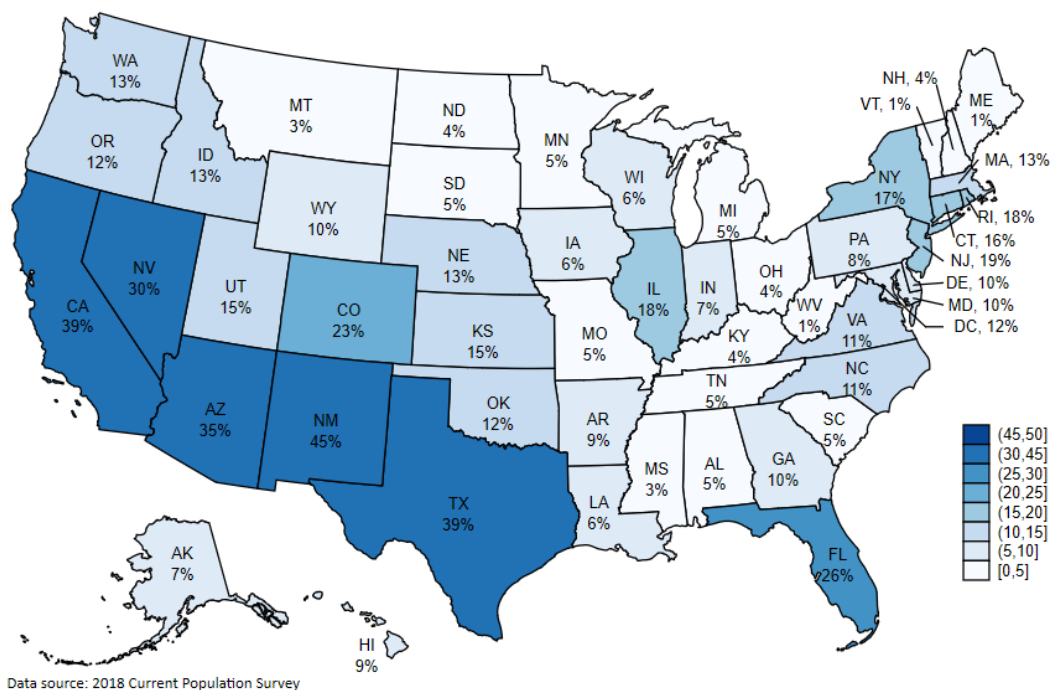 WA
13%
MT
3%
ND
4%
MN
5%
NH, 4%
VT, 1%
ME
1%
OR
12%
ID
13%
SD
5%
WI
6%
MI
5%
NY
17%
MA, 13%
RI, 18%
CT, 16%
NJ, 19%
DE, 10%
MD, 10%
DC, 12%
WY
10%
NE
13%
IA
6%
PA
8%
NV
30%
UT
15%
CO
23%
IL
18%
IN
7%
OH
4%
WV
1%
VA
11%
CA
39%
KS
15%
MO
5%
KY
4%
NC
11%
TN
5%
AZ
35%
NM
45%
OK
12%
AR
9%
SC
5%
MS
3%
AL
5%
GA
10%
TX
39%
LA
6%
FL
26%
AK
7%
HI
9%
(45,50]
(30,45]
(25,30]
(20,25]
(15,20]
(10,15]
(5,10]
[0,5]
Data source: 2018 Current Population Survey